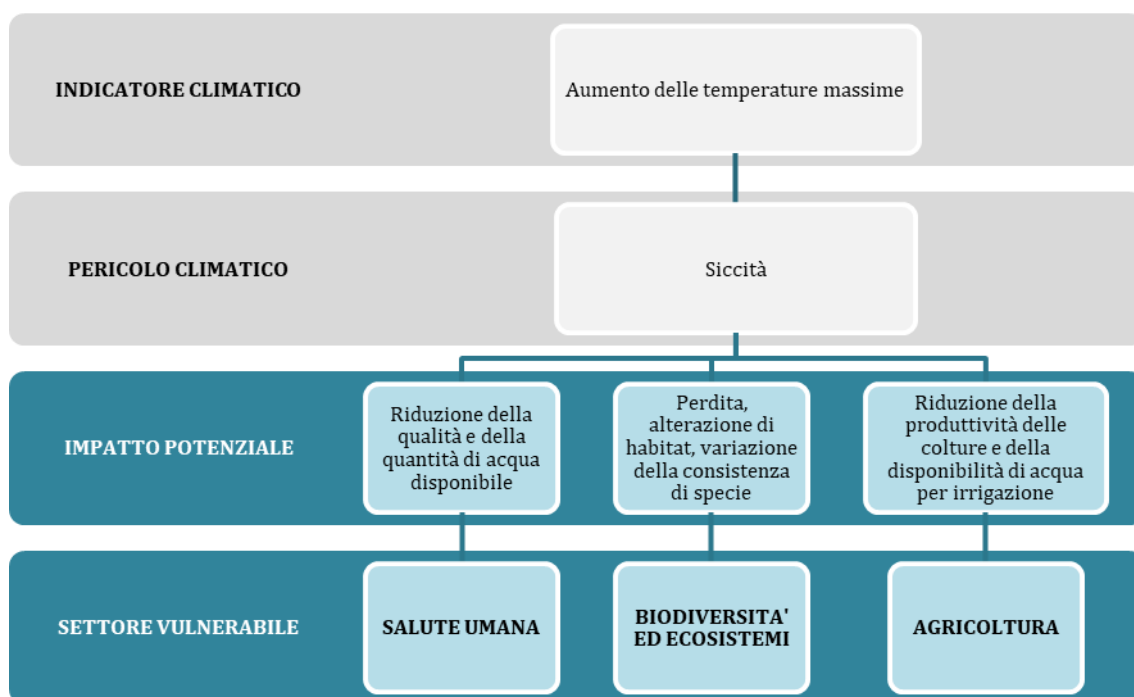 INDICATORE CLIMATICO
Aumento delle temperature massime
PERICOLO CLIMATICO
Siccità
IMPATTO POTENZIALE
Riduzione della
qualità e della
quantità di acqua
disponibile
Perdita,
alterazione di
habitat, variazione
della consistenza
di specie
Riduzione della
produttività delle
colture e della
disponibilità di acqua
per irrigazione
SETTORE VULNERABILE
SALUTE UMANA
BIODIVERSITA'
ED ECOSISTEMI
AGRICOLTURA